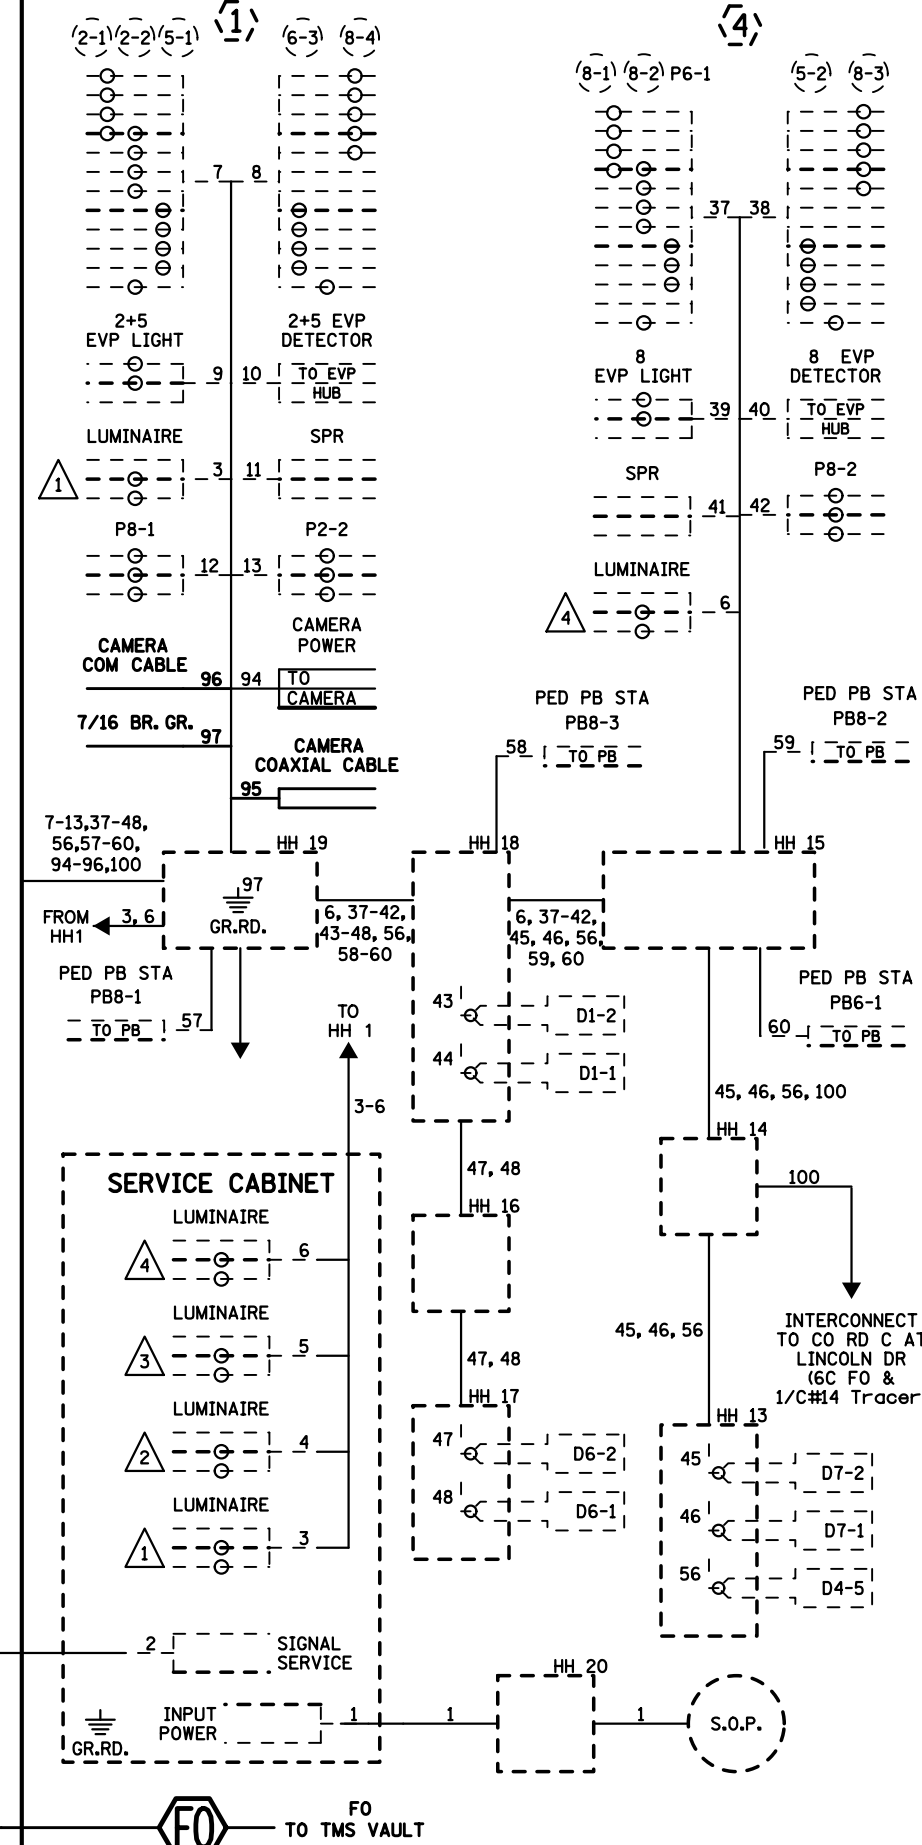 1
4
2-1 2-2 5-1 6-3 8-4
8-1 8-2 P6-1 5-2 8-3
7 8
37 38
2+5
EVP LIGHT
2+5 EVP
DETECTOR
9 10 TO EVP
HUB
8
EVP LIGHT
8 EVP
DETECTOR
39 40 TO EVP
HUB
LUMINAIRE
SPR
1 3 11
SPR
P8-2
41 42
P8-1
P2-2
12 13
LUMINAIRE
4 6
CAMERA
POWER
CAMERA
COM CABLE
96 94 TO
CAMERA
7/16 BR. GR.
97
CAMERA
COAXIAL CABLE
95
PED PB STA
PB8-3
58 TO PB
PED PB STA
PB8-2
59 TO PB
7-13,37-48,
56,57-60,
94-96,100
HH 19
HH 18
HH 15
97
GR.RD.
FROM
HH1
3, 6
6, 37-42,
43-48, 56,
58-60
6, 37-42,
45, 46, 56,
59, 60
PED PB STA
PB8-1
57 TO PB
PED PB STA
PB6-1
60 TO PB
43 D1-2
44 D1-1
TO
HH 1
3-6
45, 46, 56, 100
HH 14
100
47, 48
HH 16
INTERCONNECT
TO CO RD C AT
LINCOLN DR
(6C FO &
1/C#14 Tracer
45, 46, 56
47, 48
HH 17
47 D6-2
48 D6-1
HH 13
45 D7-2
46 D7-1
56 D4-5
SERVICE CABINET
LUMINAIRE
4 6
LUMINAIRE
3 5
LUMINAIRE
2 4
LUMINAIRE
1 3
2 SIGNAL
SERVICE
INPUT
POWER
1 1 1
GR.RD.
HH 20
S.O.P.
FO
FO
TO TMS VAULT